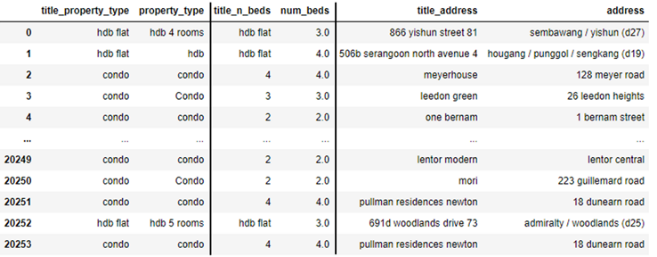 title_property_type property_type title_n_beds num_beds title_address address
0 hdb flat hdb 4 rooms hdb flat 3.0 866 yishun street 81 sembawang / yishun (d27)
1 hdb flat hdb hdb flat 4.0 506b serangoon north avenue 4 hougang / punggol / sengkang (d19)
2 condo condo 4 4.0 meyerhouse 128 meyer road
3 condo Condo 3 3.0 leedon green 26 leedon heights
4 condo condo 2 2.0 one bernam 1 bernam street
... ... ... ... ... ... ...
20249 condo condo 2 2.0 lentor modern lentor central
20250 condo Condo 2 2.0 mori 223 guillemard road
20251 condo condo 4 4.0 pullman residences newton 18 dunearn road
20252 hdb flat hdb 5 rooms hdb flat 3.0 691d woodlands drive 73 admiralty / woodlands (d25)
20253 condo condo 4 4.0 pullman residences newton 18 dunearn road